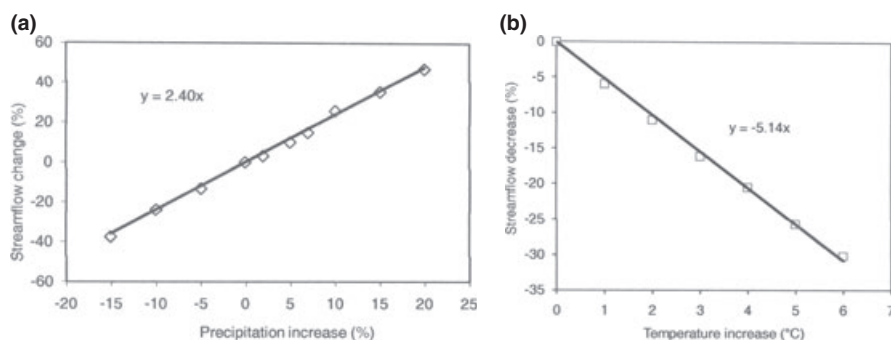 (a)
60
40
20
0
-20
-40
-60
y = 2.40x
Streamflow change (%)
-20 -15 -10 -5 0 5 10 15 20 25
Precipitation increase (%)
(b)
0
-5
-10
-15
-20
-25
-30
-35
y = -5.14x
Streamflow decrease (%)
0 1 2 3 4 5 6 7
Temperature increase (°C)